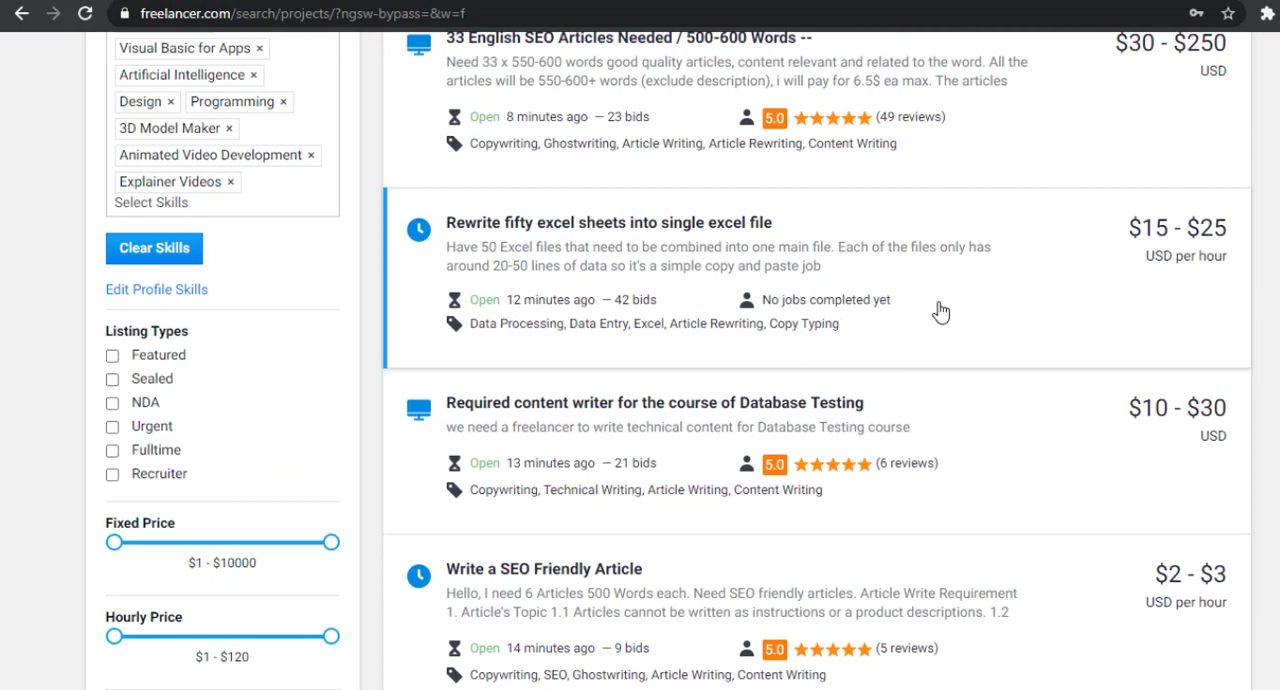 freelancer.com/search/projects/?ngsw-bypass=&w=f
Visual Basic for Apps ×
Artificial Intelligence ×
Design × Programming ×
3D Model Maker ×
Animated Video Development ×
Explainer Videos ×
Select Skills
Clear Skills
Edit Profile Skills
Listing Types
Featured
Sealed
NDA
Urgent
Fulltime
Recruiter
Fixed Price
$1 - $10000
Hourly Price
$1 - $120
33 English SEO Articles Needed / 500-600 Words --
$30 - $250
USD
Need 33 x 550-600 words good quality articles, content relevant and related to the word. All the
articles will be 550-600+ words (exclude description), i will pay for 6.5$ ea max. The articles
Open 8 minutes ago — 23 bids
5.0 (49 reviews)
Copywriting, Ghostwriting, Article Writing, Article Rewriting, Content Writing
Rewrite fifty excel sheets into single excel file
$15 - $25
USD per hour
Have 50 Excel files that need to be combined into one main file. Each of the files only has
around 20-50 lines of data so it's a simple copy and paste job
Open 12 minutes ago — 42 bids
No jobs completed yet
Data Processing, Data Entry, Excel, Article Rewriting, Copy Typing
Required content writer for the course of Database Testing
$10 - $30
USD
we need a freelancer to write technical content for Database Testing course
Open 13 minutes ago — 21 bids
5.0 (6 reviews)
Copywriting, Technical Writing, Article Writing, Content Writing
Write a SEO Friendly Article
$2 - $3
USD per hour
Hello, I need 6 Articles 500 Words each. Need SEO friendly articles. Article Write Requirement
1. Article's Topic 1.1 Articles cannot be written as instructions or a product descriptions. 1.2
Open 14 minutes ago — 9 bids
5.0 (5 reviews)
Copywriting, SEO, Ghostwriting, Article Writing, Content Writing